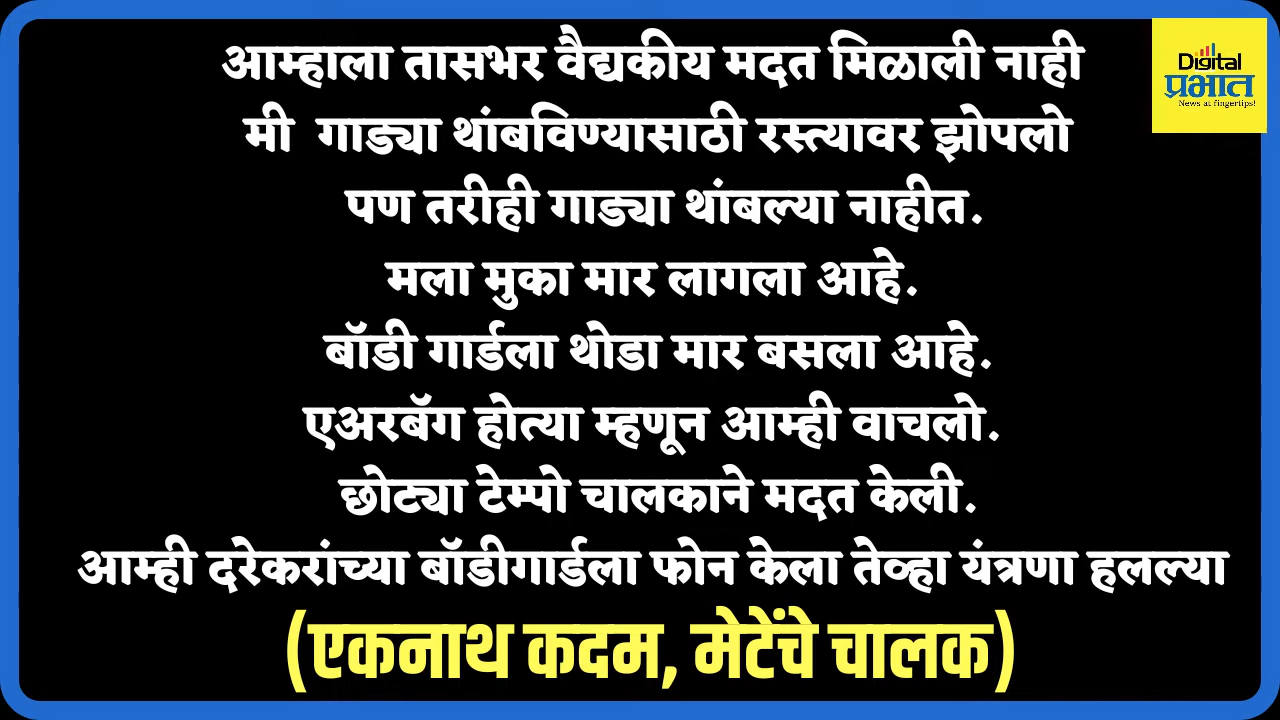 आम्हाला तासभर वैद्यकीय मदत मिळाली नाही
मी गाड्या थांबविण्यासाठी रस्त्यावर झोपलो
पण तरीही गाड्या थांबल्या नाहीत.
मला मुका मार लागला आहे.
बॉडी गार्डला थोडा मार बसला आहे.
एअरबॅग होत्या म्हणून आम्ही वाचलो.
छोट्या टेम्पो चालकाने मदत केली.
आम्ही दरेकरांच्या बॉडीगार्डला फोन केला तेव्हा यंत्रणा हलल्या
(एकनाथ कदम, मेटेंचे चालक)
Digital
प्रभात
News at fingertips!